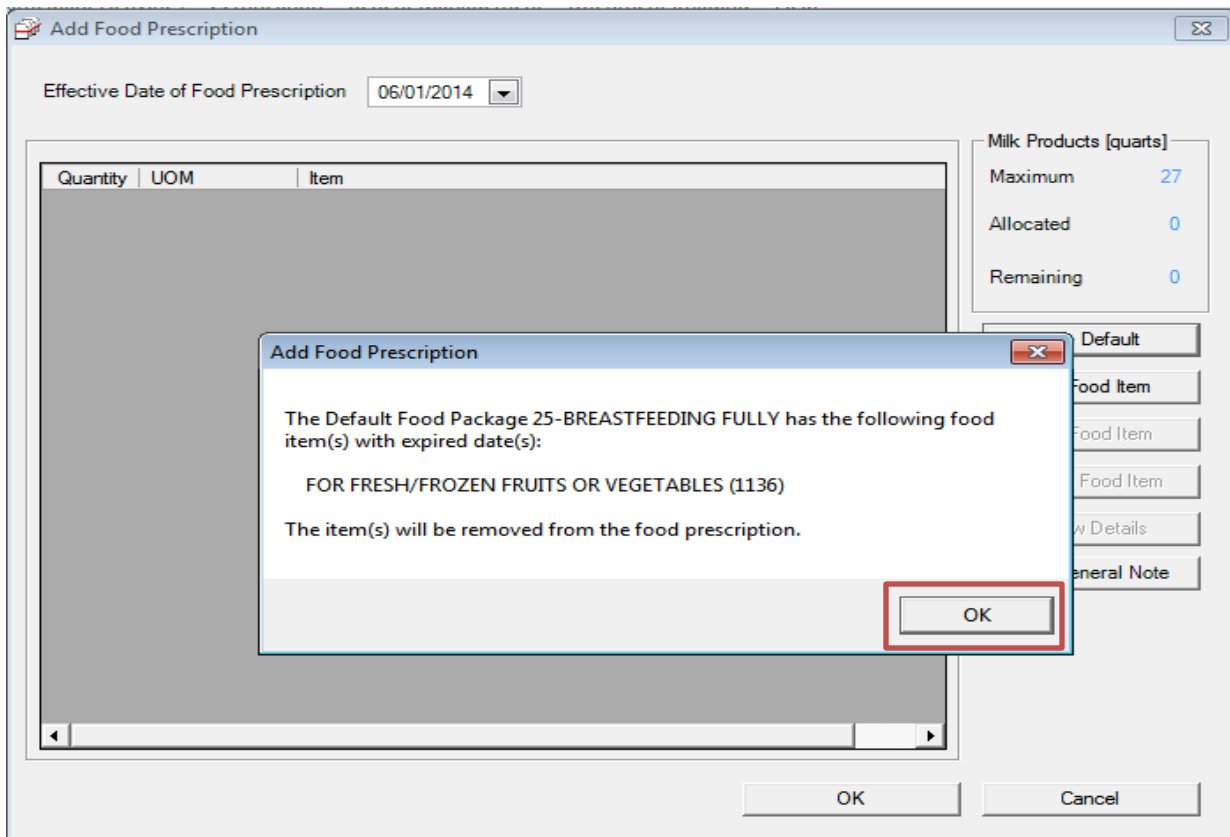 Add Food Prescription
Effective Date of Food Prescription 06/01/2014
Quantity UOM Item
Milk Products [quarts]
Maximum 27
Allocated 0
Remaining 0
Default
Food Item
Food Item
Food Item
Details
General Note
Add Food Prescription
The Default Food Package 25-BREASTFEEDING FULLY has the following food
item(s) with expired date(s):
FOR FRESH/FROZEN FRUITS OR VEGETABLES (1136)
The item(s) will be removed from the food prescription.
OK
OK Cancel